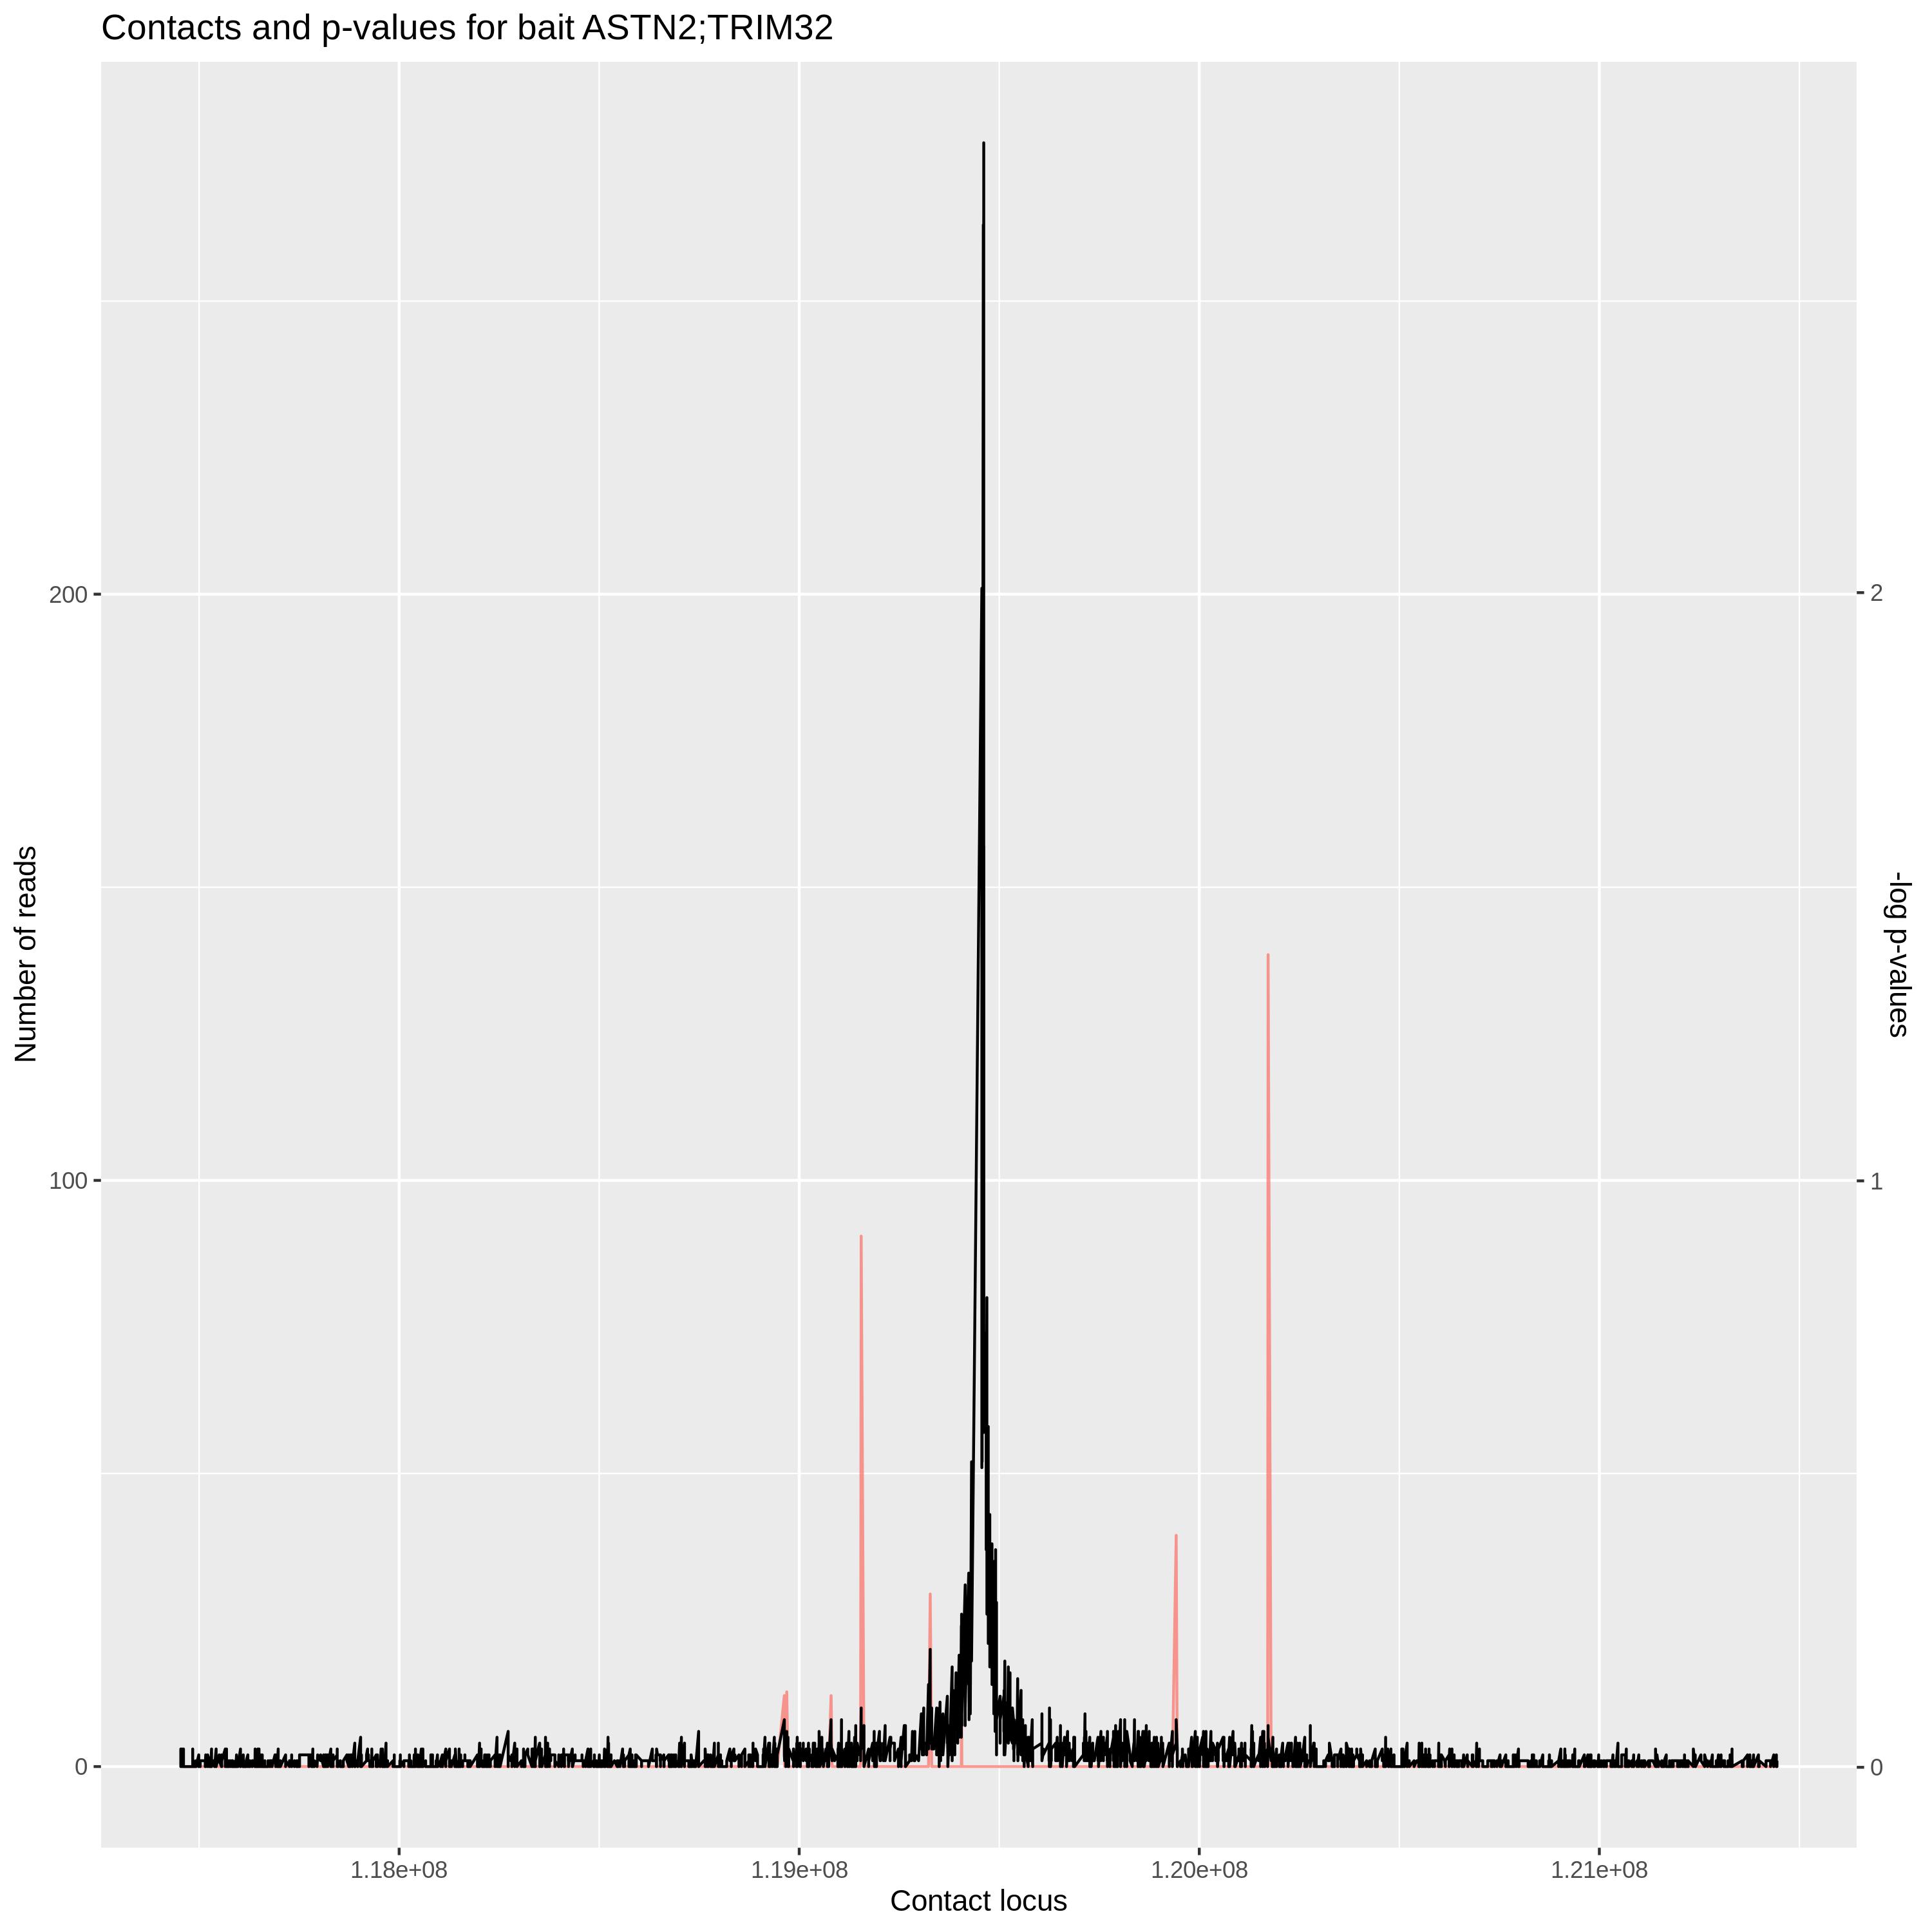 Contacts and p-values for bait ASTN2;TRIM32
Number of reads
200
100
0
2
1
0
-log p-values
1.18e+08
1.19e+08
1.20e+08
1.21e+08
Contact locus